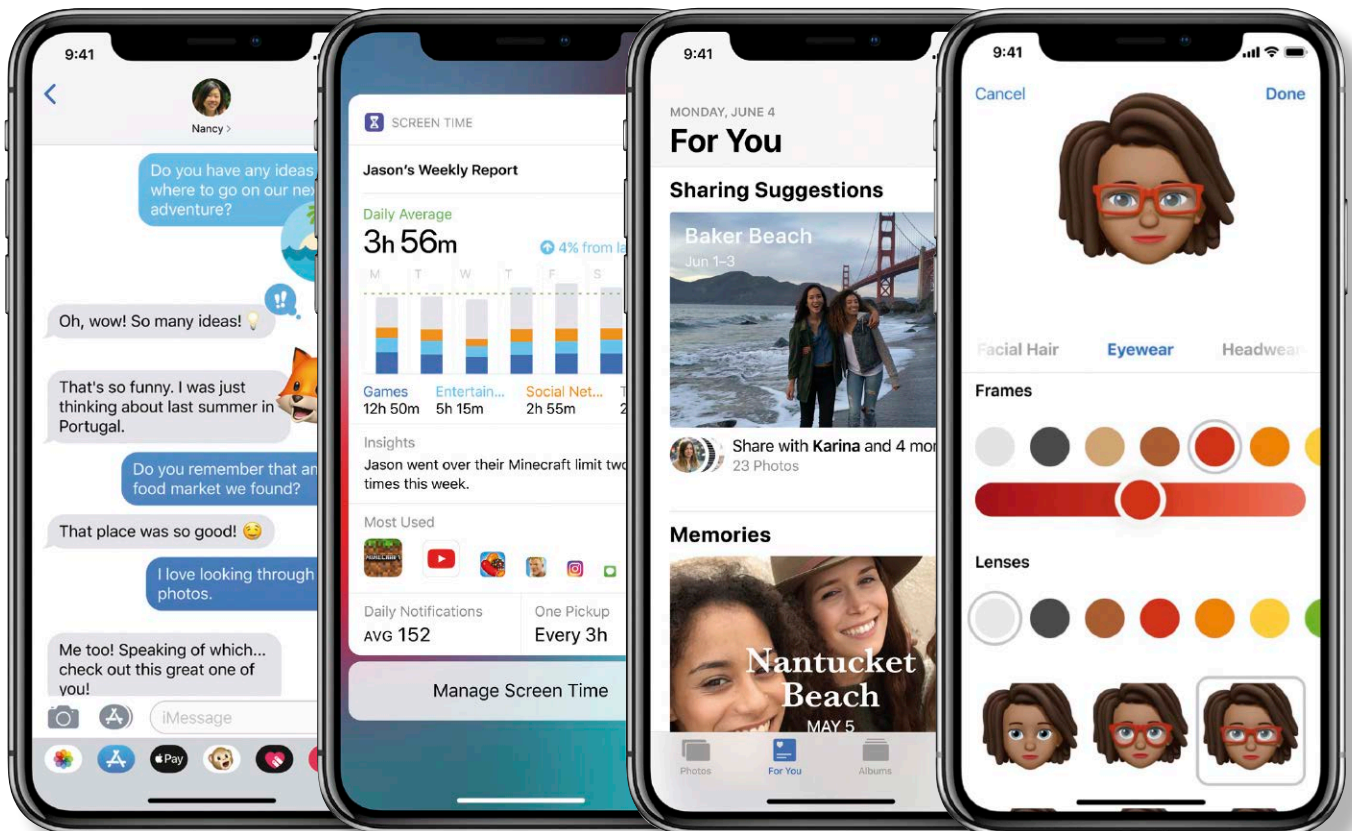 9:41
Nancy >
Do you have any ideas
where to go on our
adventure?
Oh, wow! So many ideas!
That's so funny. I was just
thinking about last summer in
Portugal.
Do you remember that
food market we found?
That place was so good!
I love looking through
photos.
Me too! Speaking of which...
check out this great one of
you!
iMessage
Pay
SCREEN TIME
Jason's Weekly Report
Daily Average
3h 56m
4% from
M T W T F S
Games Entertain... Social Net...
12h 50m 5h 15m 2h 55m
Insights
Jason went over their Minecraft limit
times this week.
Most Used
MINECRAFT
Daily Notifications One Pickup
AVG 152 Every 3h
Manage Screen Time
9:41
MONDAY, JUNE 4
For You
Sharing Suggestions
Baker Beach
Jun 1–3
Share with Karina and 4
23 Photos
Memories
Nantucket
Beach
MAY 5
Photos For You Albums
9:41
Cancel Done
Facial Hair Eyewear Headwear
Frames
Lenses